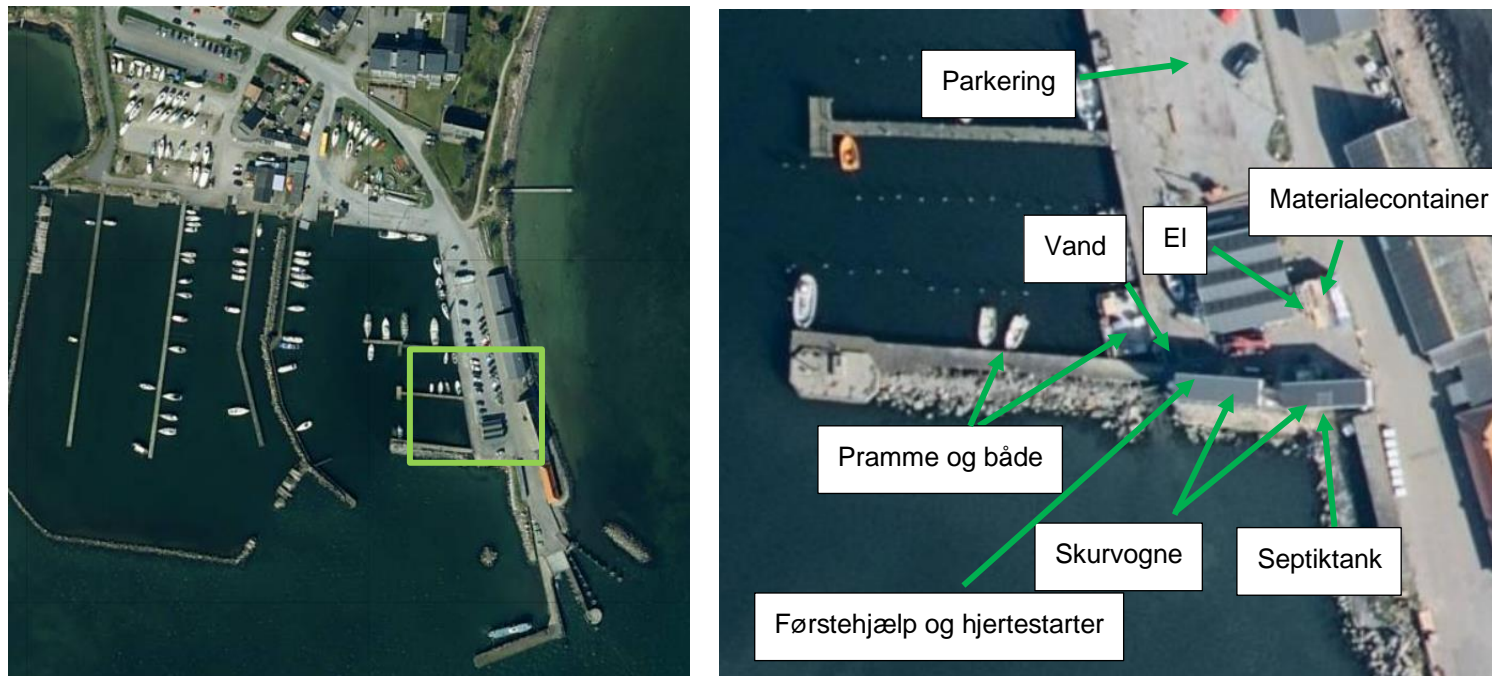 Parkering
Materialecontainer
El
Vand
Pramme og både
Skurvogne
Septiktank
Førstehjælp og hjertestarter